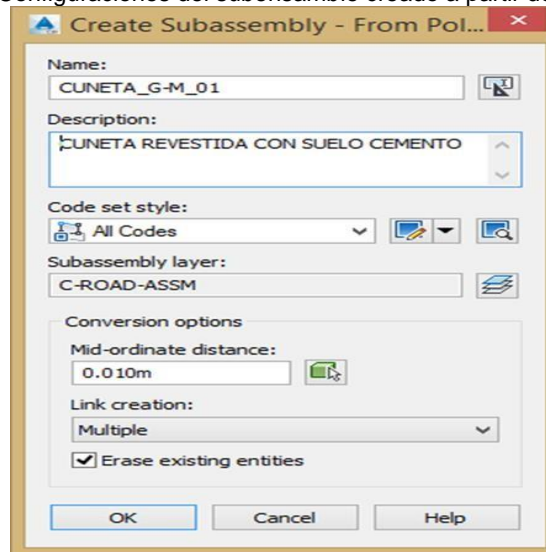 Configuraciones del subensamble creado a partir de
Create Subassembly - From Pol...
Name:
CUNETA_G-M_01
Description:
CUNETA REVESTIDA CON SUELO CEMENTO
Code set style:
All Codes
Subassembly layer:
C-ROAD-ASSM
Conversion options
Mid-ordinate distance:
0.010m
Link creation:
Multiple
Erase existing entities
OK
Cancel
Help